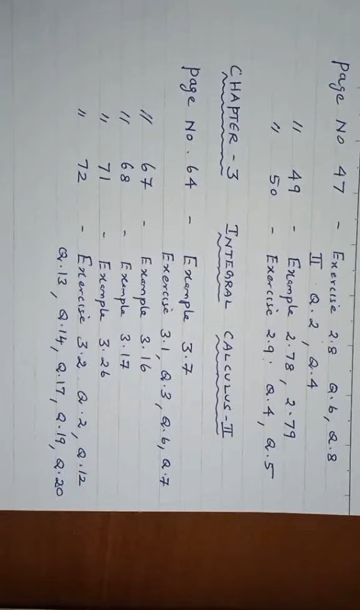 Page No 47 - Exercise 2.8 Q.6, Q.8
II Q.2, Q.4
" 49 - Example 2.78, 2.79
" 50 - Exercise 2.9. Q.4, Q.5
CHAPTER - 3 INTEGRAL CALCULUS-II
Page No. 64 - Example 3.7
Exercise 3.1, Q.3, Q.6, Q.7
" 67 - Example 3.16
" 68 - Example 3.17
" 71 - Example 3.26
" 72 - Exercise 3.2 Q.2, Q.12
Q.13, Q.14, Q.17, Q.19, Q.20